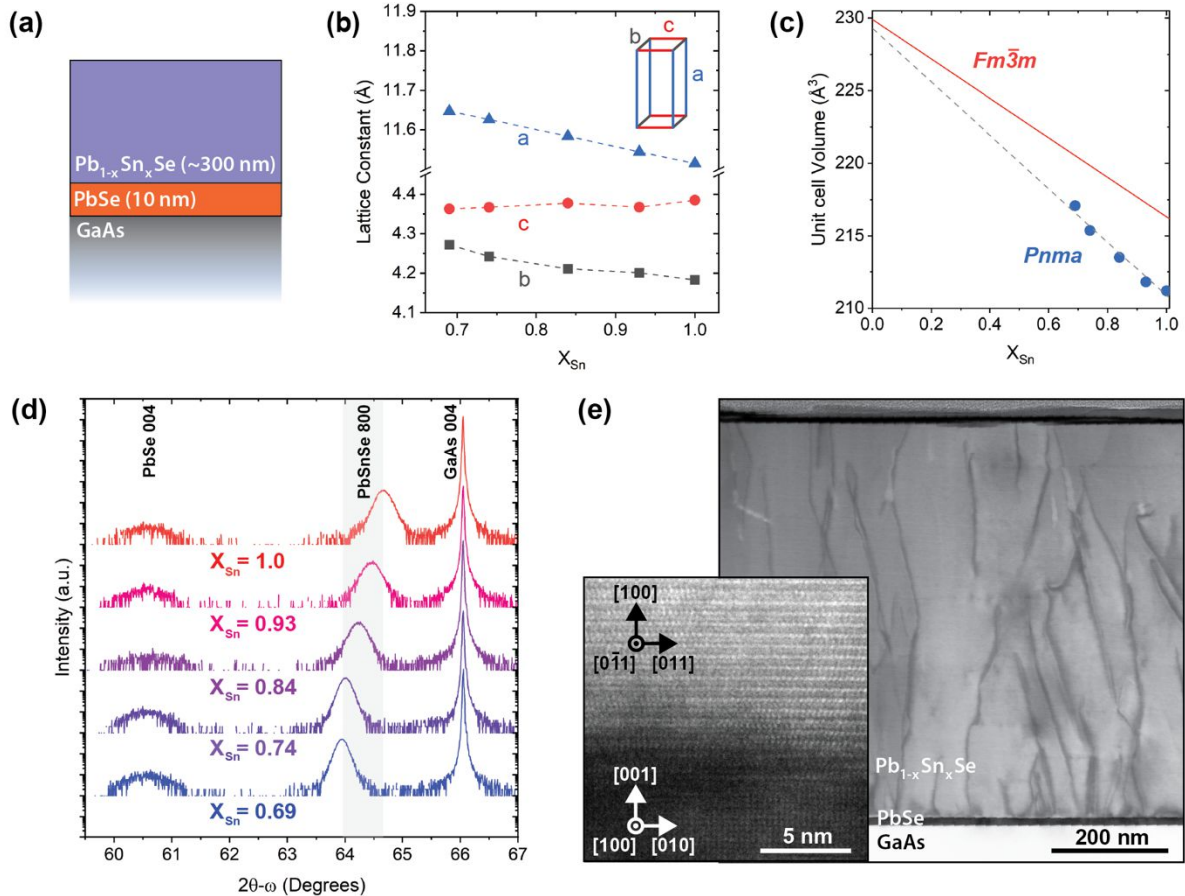 (a)
Pb1-xSnxSe (~300 nm)
PbSe (10 nm)
GaAs
(b)
11.9
11.8
11.7
11.6
4.4
4.3
4.2
4.1
Lattice Constant (Å)
0.7 0.8 0.9 1.0
XSn
a
c
b
b
c
a
(c)
230
225
220
215
210
Unit cell Volume (Å3)
0.0 0.2 0.4 0.6 0.8 1.0
XSn
Fm3̅m
Pnma
(d)
PbSe 004
PbSnSe 800
GaAs 004
XSn= 1.0
XSn= 0.93
XSn= 0.84
XSn= 0.74
XSn= 0.69
Intensity (a.u.)
60 61 62 63 64 65 66 67
2θ-ω (Degrees)
(e)
[100]
[01̅1] [011]
[001]
[100] [010]
5 nm
Pb1-xSnxSe
PbSe
GaAs
200 nm